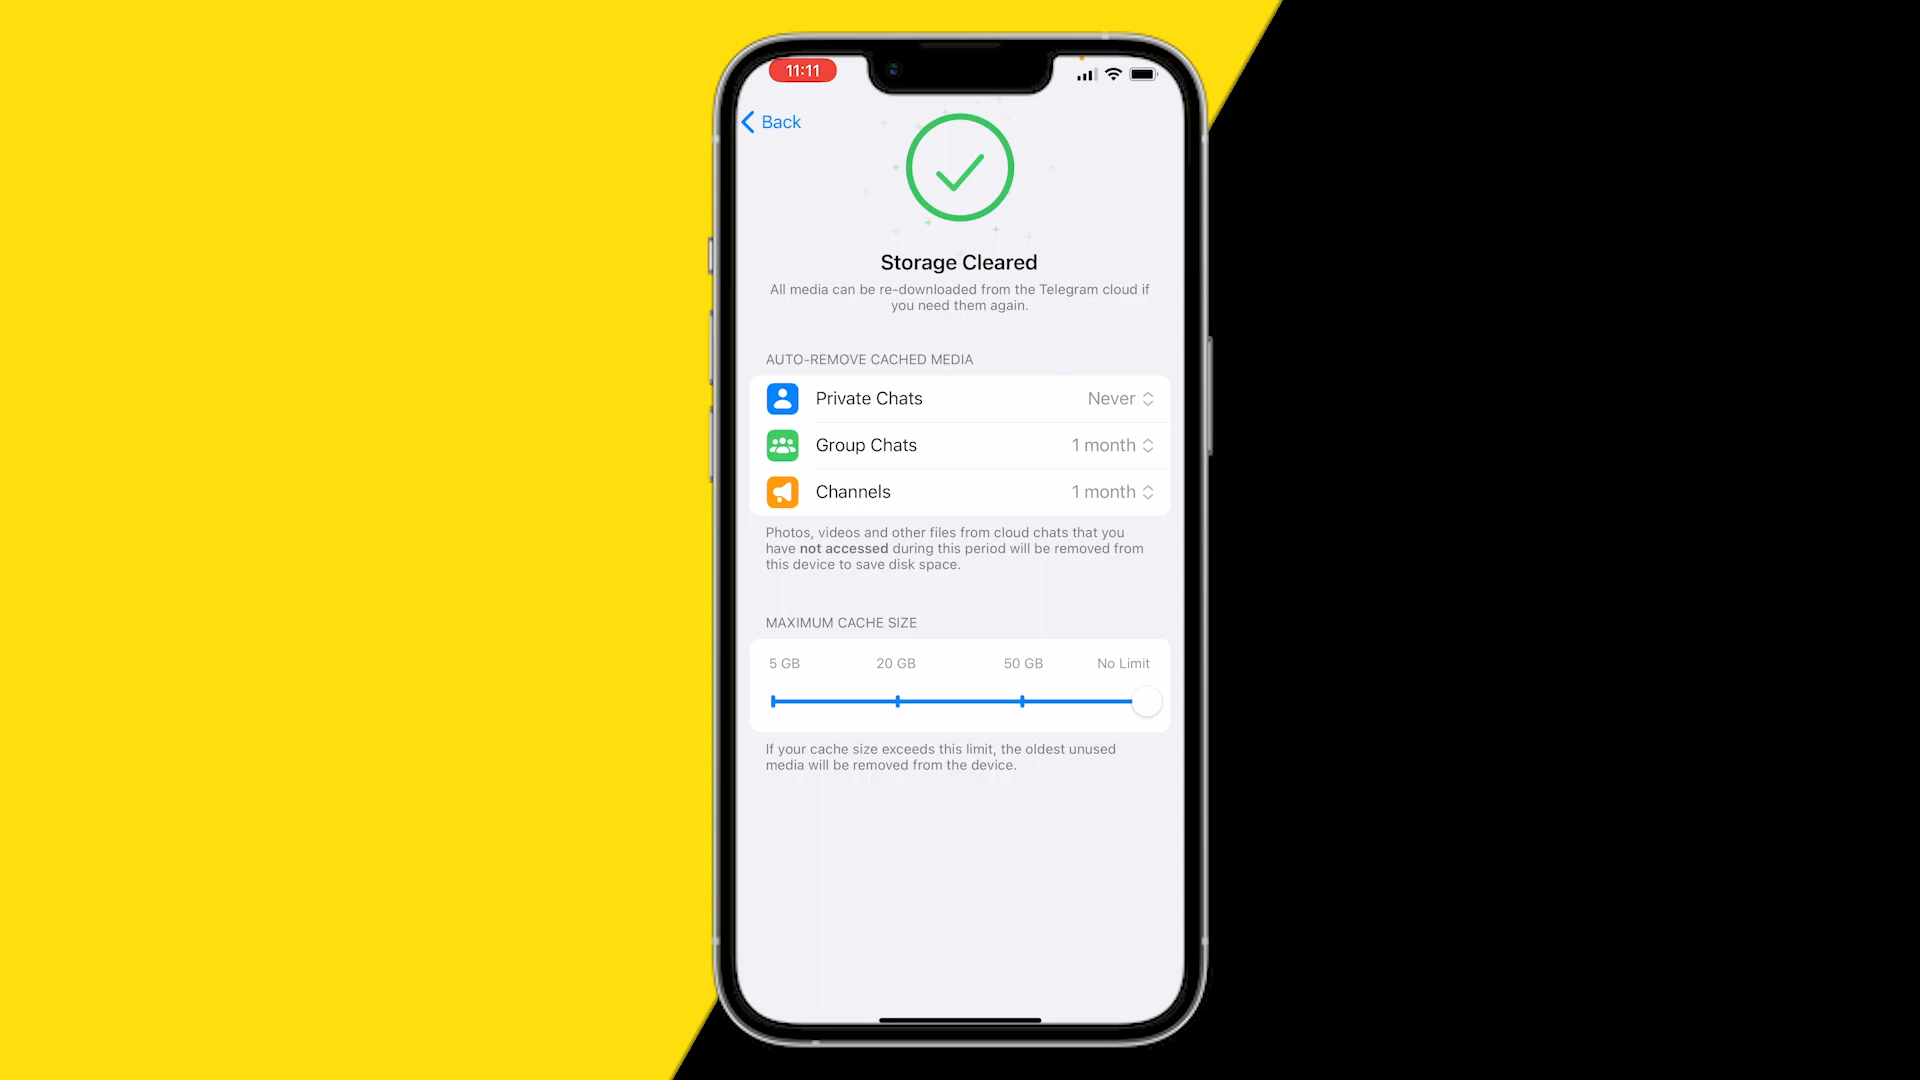 11:11
Back
Storage Cleared
All media can be re-downloaded from the Telegram cloud if
you need them again.
AUTO-REMOVE CACHED MEDIA
Private Chats Never
Group Chats 1 month
Channels 1 month
Photos, videos and other files from cloud chats that you
have not accessed during this period will be removed from
this device to save disk space.
MAXIMUM CACHE SIZE
5 GB 20 GB 50 GB No Limit
If your cache size exceeds this limit, the oldest unused
media will be removed from the device.